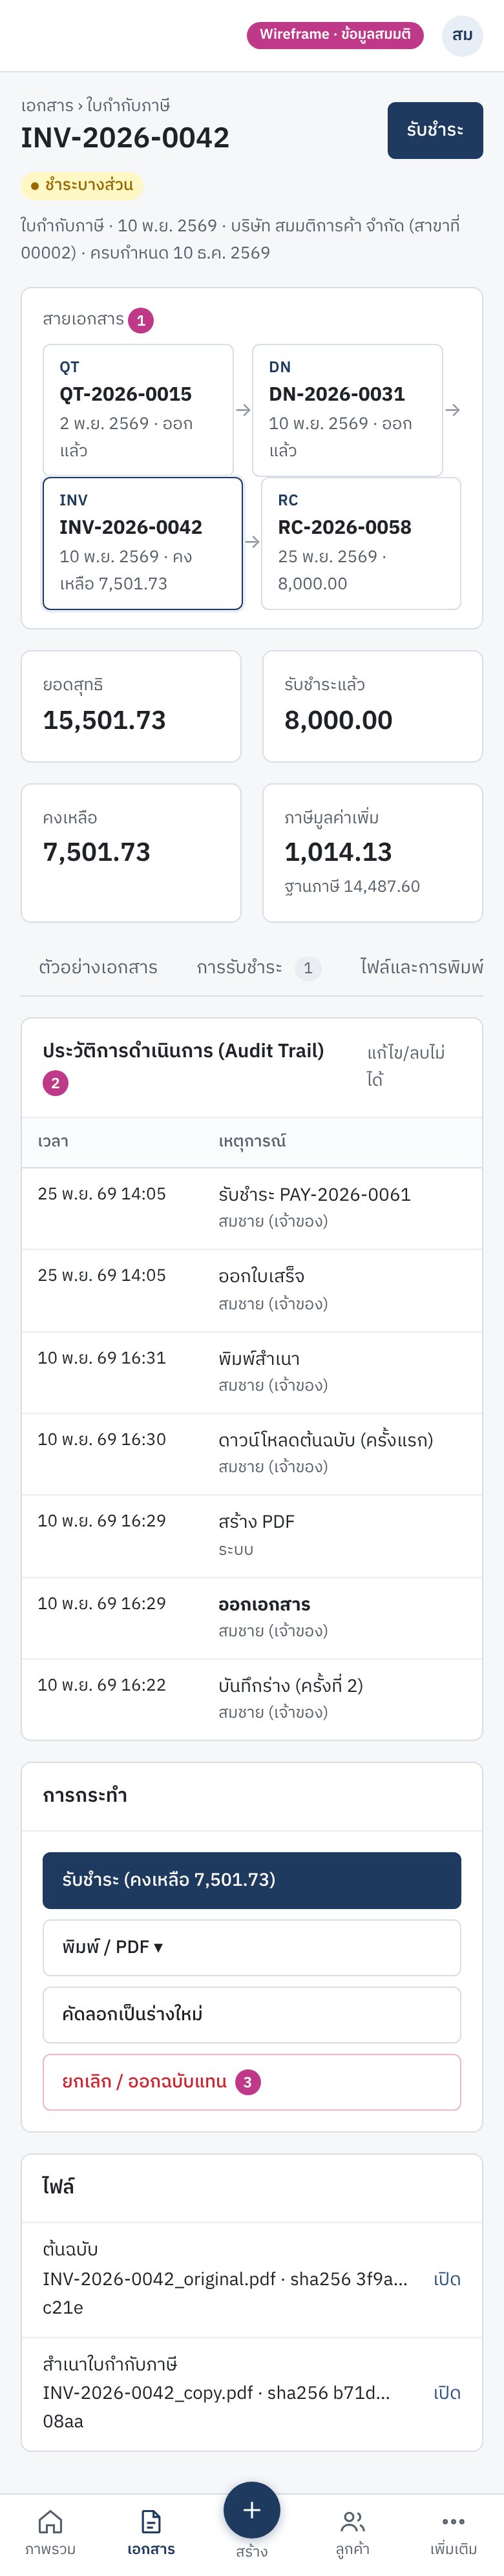 Wireframe · ข้อมูลสมมติ
สม
เอกสาร › ใบกำกับภาษี
INV-2026-0042
รับชำระ
ชำระบางส่วน
ใบกำกับภาษี · 10 พ.ย. 2569 · บริษัท สมมติการค้า จำกัด (สาขาที่
00002) · ครบกำหนด 10 ธ.ค. 2569
สายเอกสาร 1
QT
QT-2026-0015
2 พ.ย. 2569 · ออก
แล้ว
→
DN
DN-2026-0031
10 พ.ย. 2569 · ออก
แล้ว
→
INV
INV-2026-0042
10 พ.ย. 2569 · คง
เหลือ 7,501.73
→
RC
RC-2026-0058
25 พ.ย. 2569 ·
8,000.00
ยอดสุทธิ
15,501.73
รับชำระแล้ว
8,000.00
คงเหลือ
7,501.73
ภาษีมูลค่าเพิ่ม
1,014.13
ฐานภาษี 14,487.60
ตัวอย่างเอกสาร
การรับชำระ 1
ไฟล์และการพิมพ์
ประวัติการดำเนินการ (Audit Trail)
2
แก้ไข/ลบไม่
ได้
เวลา เหตุการณ์
25 พ.ย. 69 14:05 รับชำระ PAY-2026-0061
สมชาย (เจ้าของ)
25 พ.ย. 69 14:05 ออกใบเสร็จ
สมชาย (เจ้าของ)
10 พ.ย. 69 16:31 พิมพ์สำเนา
สมชาย (เจ้าของ)
10 พ.ย. 69 16:30 ดาวน์โหลดต้นฉบับ (ครั้งแรก)
สมชาย (เจ้าของ)
10 พ.ย. 69 16:29 สร้าง PDF
ระบบ
10 พ.ย. 69 16:29 ออกเอกสาร
สมชาย (เจ้าของ)
10 พ.ย. 69 16:22 บันทึกร่าง (ครั้งที่ 2)
สมชาย (เจ้าของ)
การกระทำ
รับชำระ (คงเหลือ 7,501.73)
พิมพ์ / PDF ▾
คัดลอกเป็นร่างใหม่
ยกเลิก / ออกฉบับแทน 3
ไฟล์
ต้นฉบับ
INV-2026-0042_original.pdf · sha256 3f9a…
c21e
เปิด
สำเนาใบกำกับภาษี
INV-2026-0042_copy.pdf · sha256 b71d…
08aa
เปิด
ภาพรวม
เอกสาร
สร้าง
ลูกค้า
เพิ่มเติม